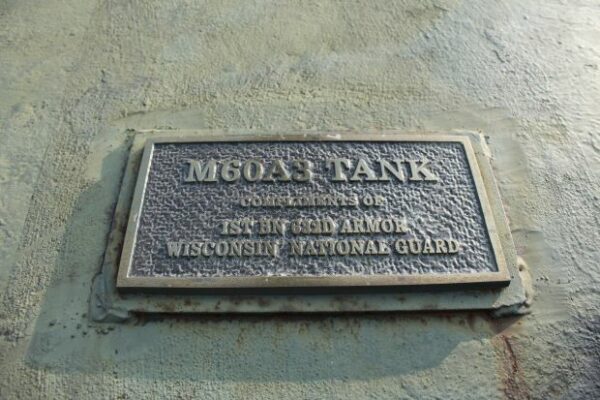 M60A3 TANK
COMPLIMENTS OF
1ST BN 632D ARMOR
WISCONSIN NATIONAL GUARD